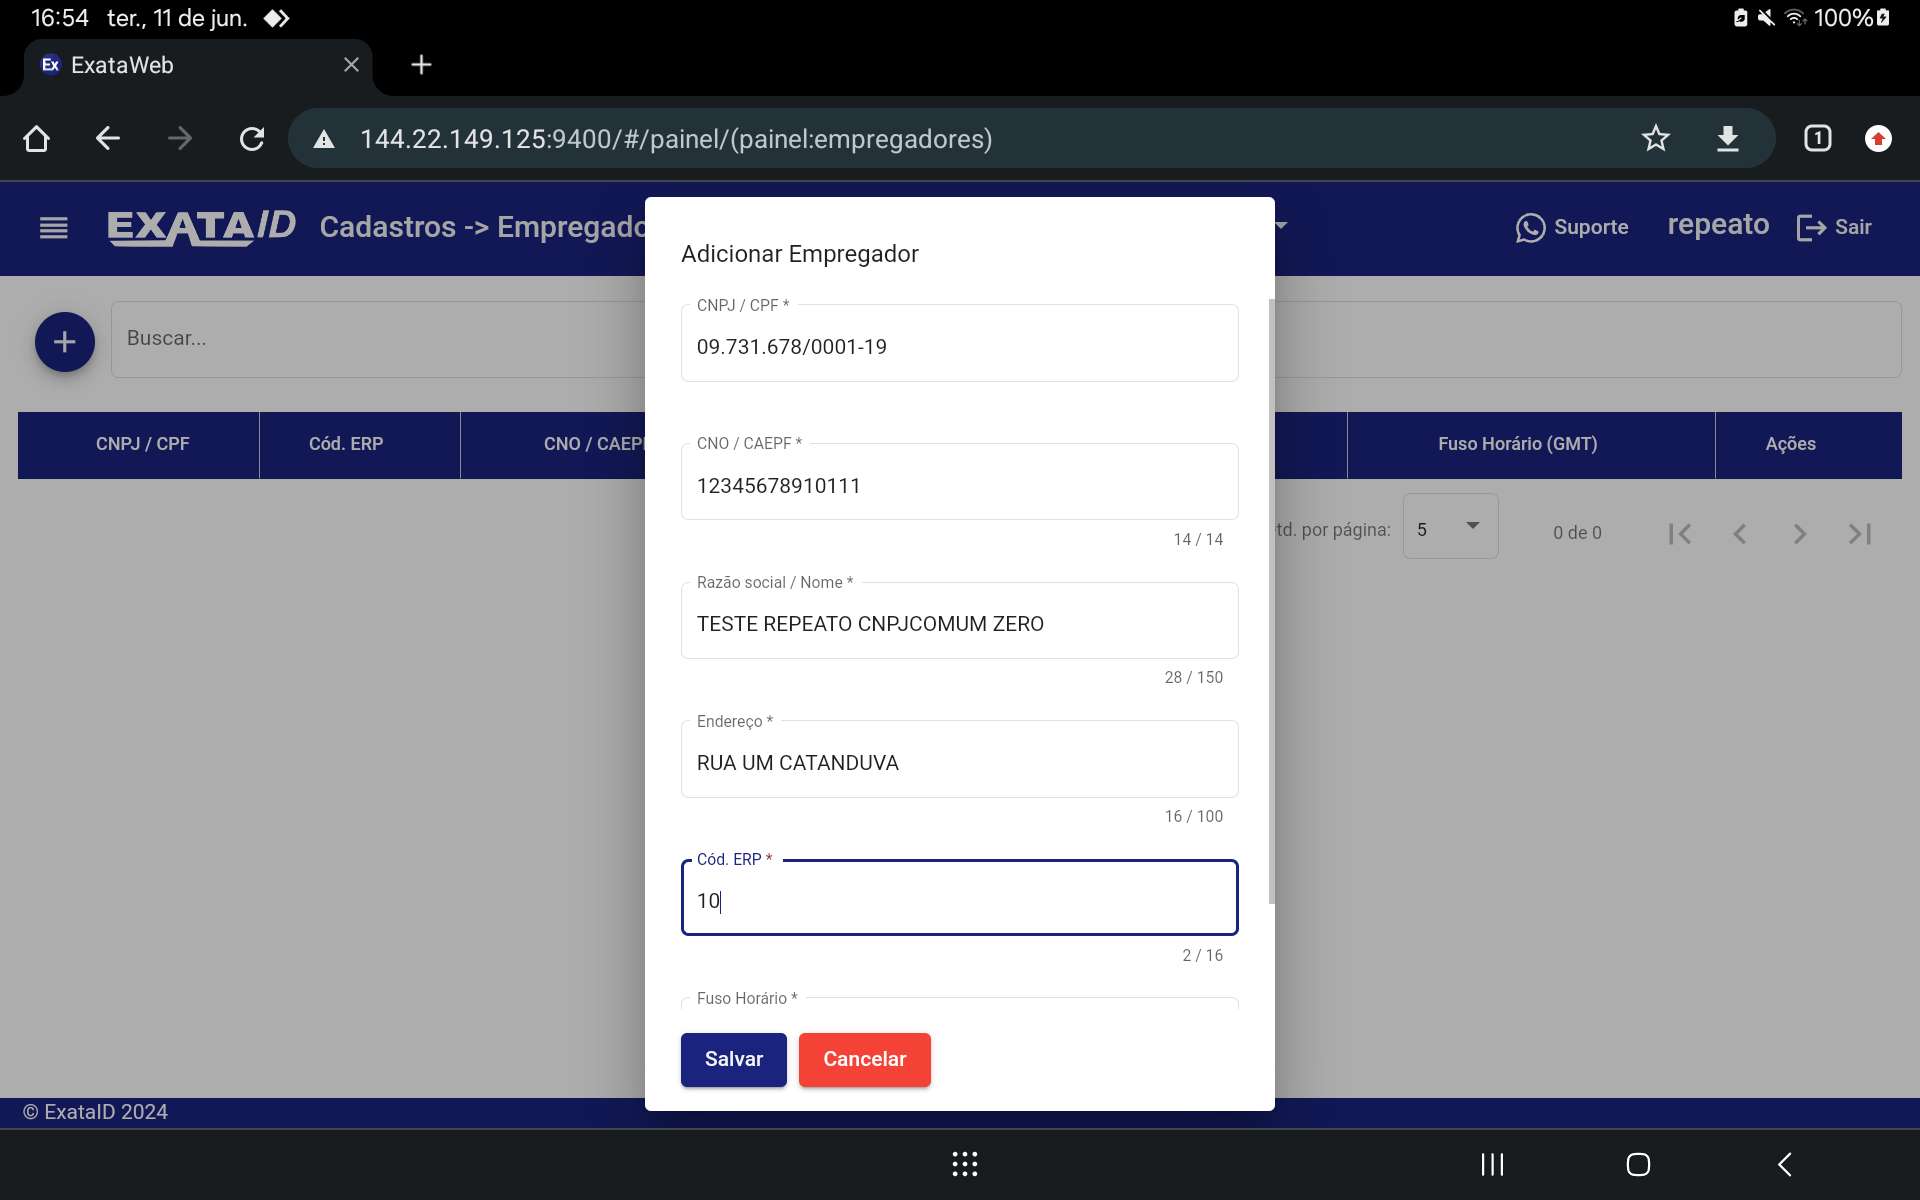 16:54 ter., 11 de jun.
100%
Ex ExataWeb
144.22.149.125:9400/#/painel/(painel:empregadores)
1
EXATAID Cadastros -> Empregado
Suporte repeato Sair
Adicionar Empregador
Buscar...
CNPJ / CPF *
09.731.678/0001-19
CNPJ / CPF Cód. ERP CNO / CAEPF Fuso Horário (GMT) Ações
CNO / CAEPF *
12345678910111
14 / 14
td. por página: 5 0 de 0
Razão social / Nome *
TESTE REPEATO CNPJCOMUM ZERO
28 / 150
Endereço *
RUA UM CATANDUVA
16 / 100
Cód. ERP *
10
2 / 16
Fuso Horário *
Salvar Cancelar
© ExataID 2024